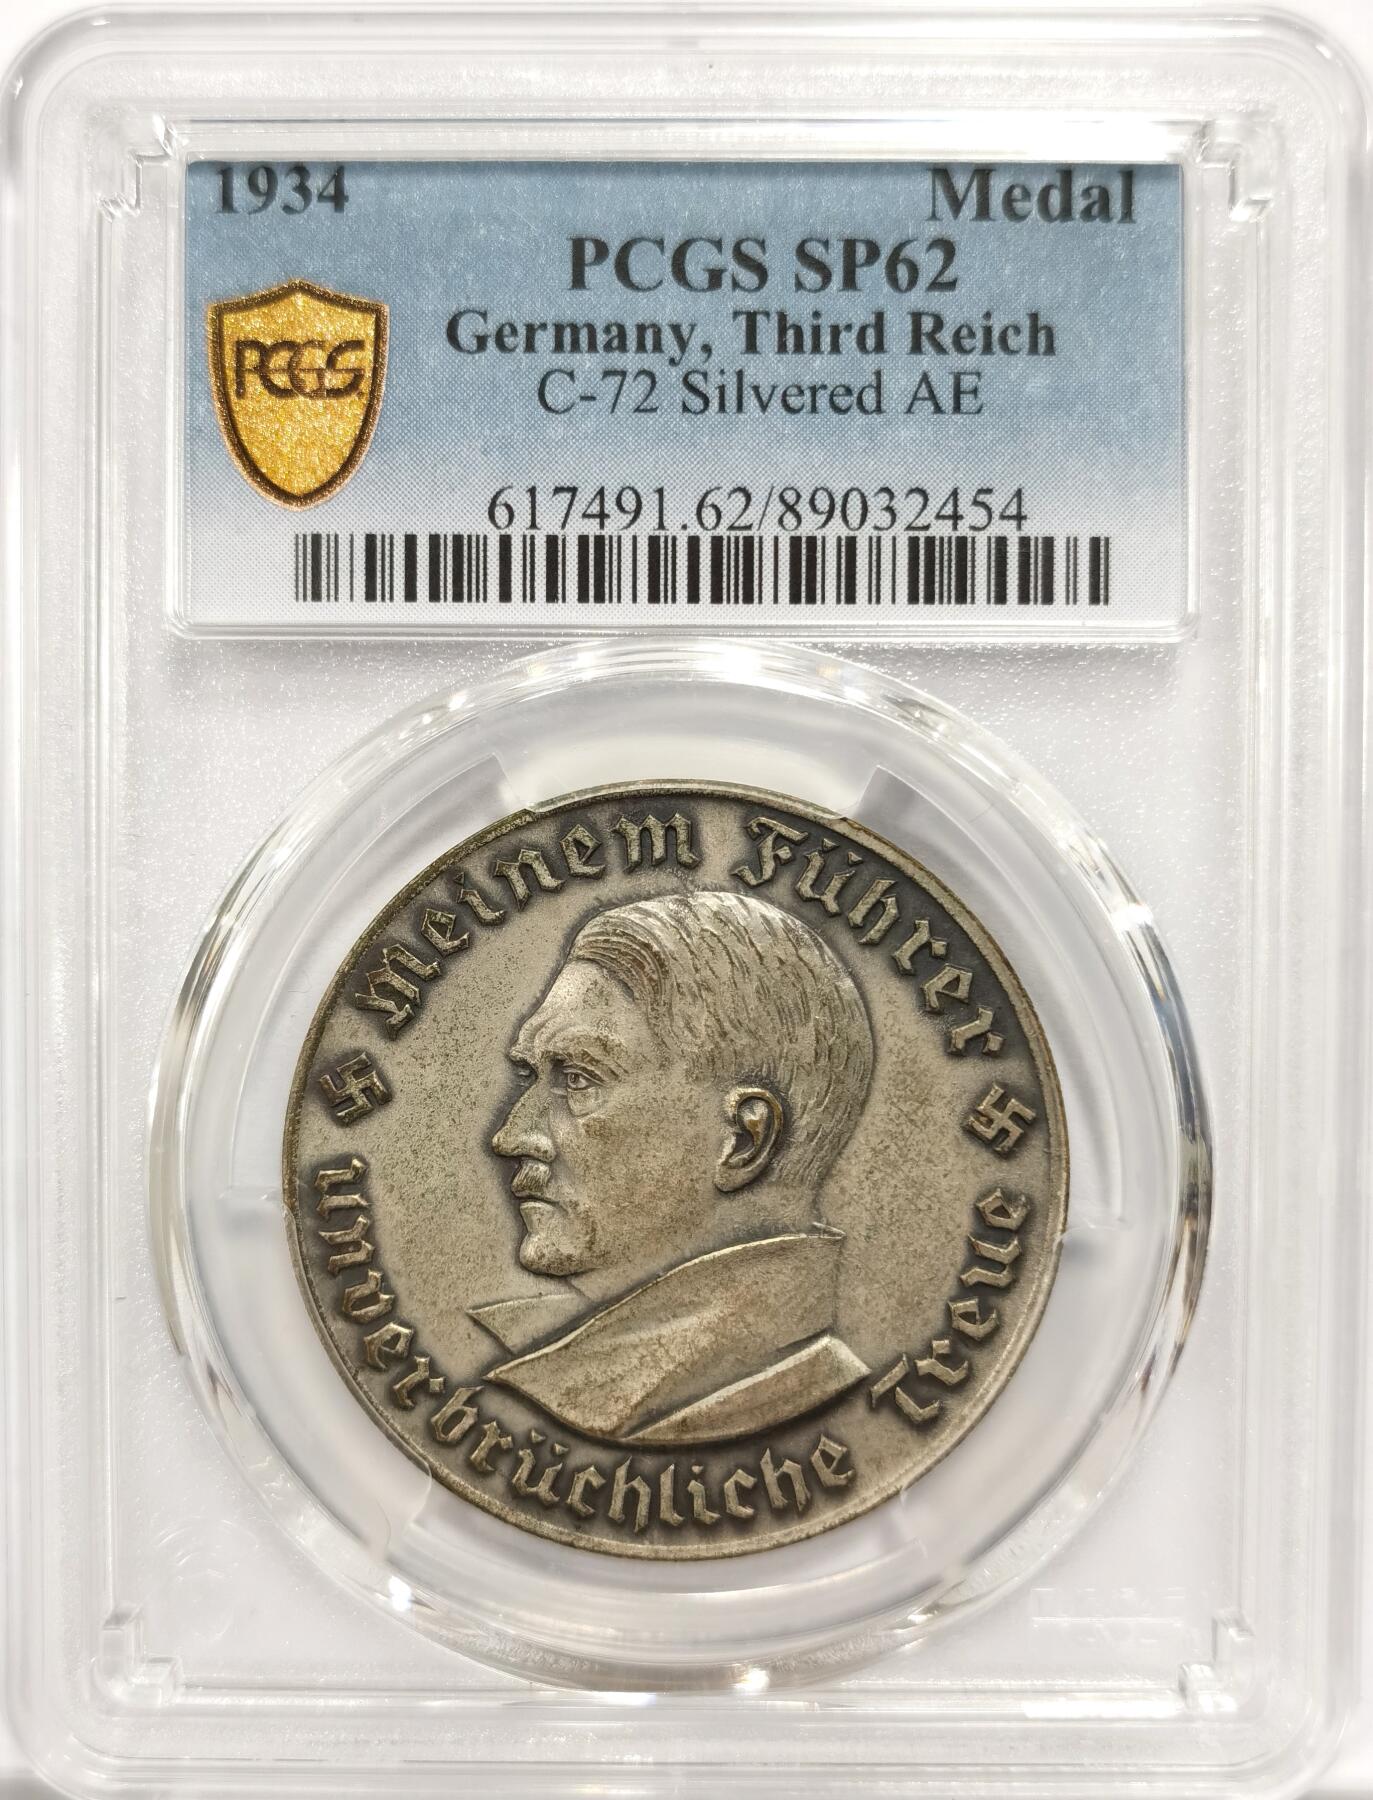 1934 Medal
PCGS SP62
Germany, Third Reich
C-72 Silvered AE
PCGS
617491.62/89032454
Meinem Führer
unverbrüchliche Treue